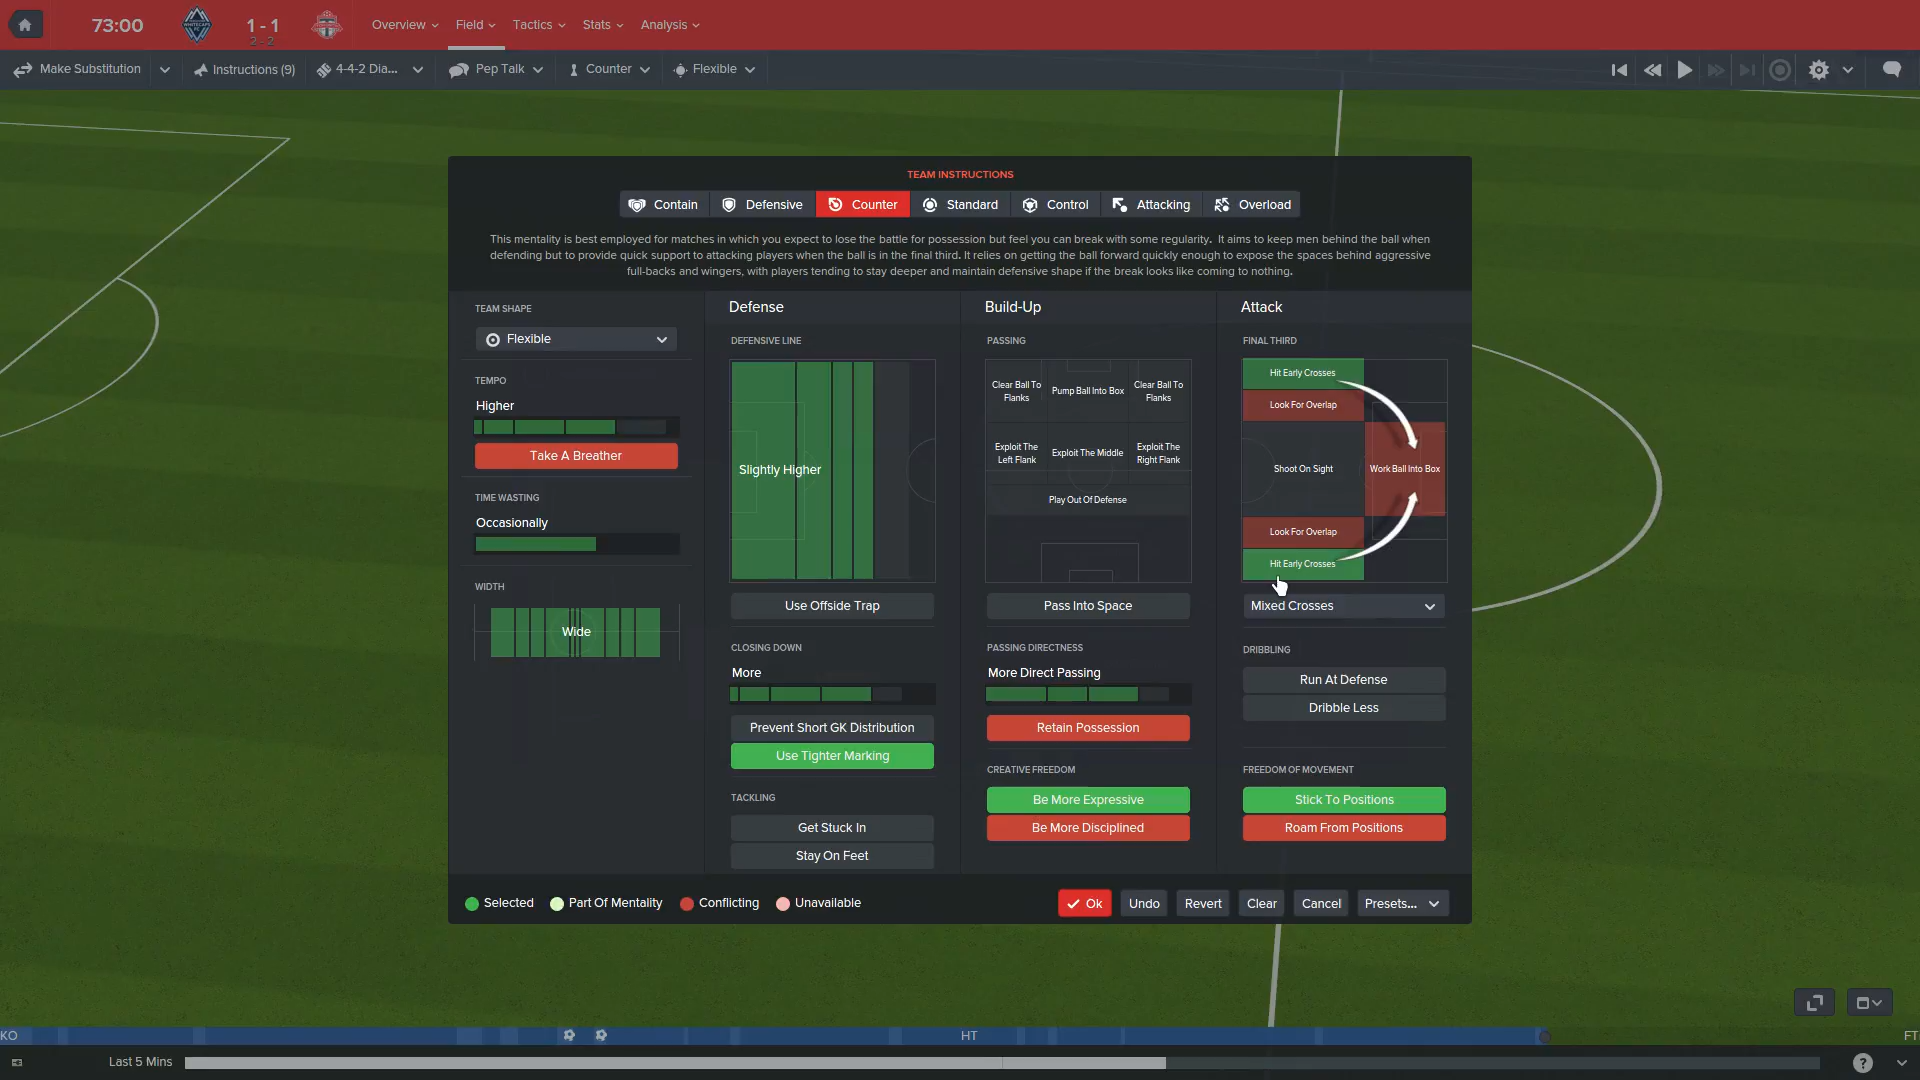 73:00
WHITECAPS FC
1 - 1
2 - 2
Overview
Field
Tactics
Stats
Analysis
Make Substitution
Instructions (9)
4-4-2 Dia...
Pep Talk
Counter
Flexible
TEAM INSTRUCTIONS
Contain
Defensive
Counter
Standard
Control
Attacking
Overload
This mentality is best employed for matches in which you expect to lose the battle for possession but feel you can break with some regularity. It aims to keep men behind the ball when
defending but to provide quick support to attacking players when the ball is in the final third. It relies on getting the ball forward quickly enough to expose the spaces behind aggressive
full-backs and wingers, with players tending to stay deeper and maintain defensive shape if the break looks like coming to nothing.
TEAM SHAPE
Flexible
TEMPO
Higher
Take A Breather
TIME WASTING
Occasionally
WIDTH
Wide
Defense
DEFENSIVE LINE
Slightly Higher
Use Offside Trap
CLOSING DOWN
More
Prevent Short GK Distribution
Use Tighter Marking
TACKLING
Get Stuck In
Stay On Feet
Build-Up
PASSING
Clear Ball To
Flanks
Pump Ball Into Box
Clear Ball To
Flanks
Exploit The
Left Flank
Exploit The Middle
Exploit The
Right Flank
Play Out Of Defense
Pass Into Space
PASSING DIRECTNESS
More Direct Passing
Retain Possession
CREATIVE FREEDOM
Be More Expressive
Be More Disciplined
Attack
FINAL THIRD
Hit Early Crosses
Look For Overlap
Shoot On Sight
Work Ball Into Box
Look For Overlap
Hit Early Crosses
Mixed Crosses
DRIBBLING
Run At Defense
Dribble Less
FREEDOM OF MOVEMENT
Stick To Positions
Roam From Positions
Selected
Part Of Mentality
Conflicting
Unavailable
Ok
Undo
Revert
Clear
Cancel
Presets...
KO
HT
FT
Last 5 Mins
?